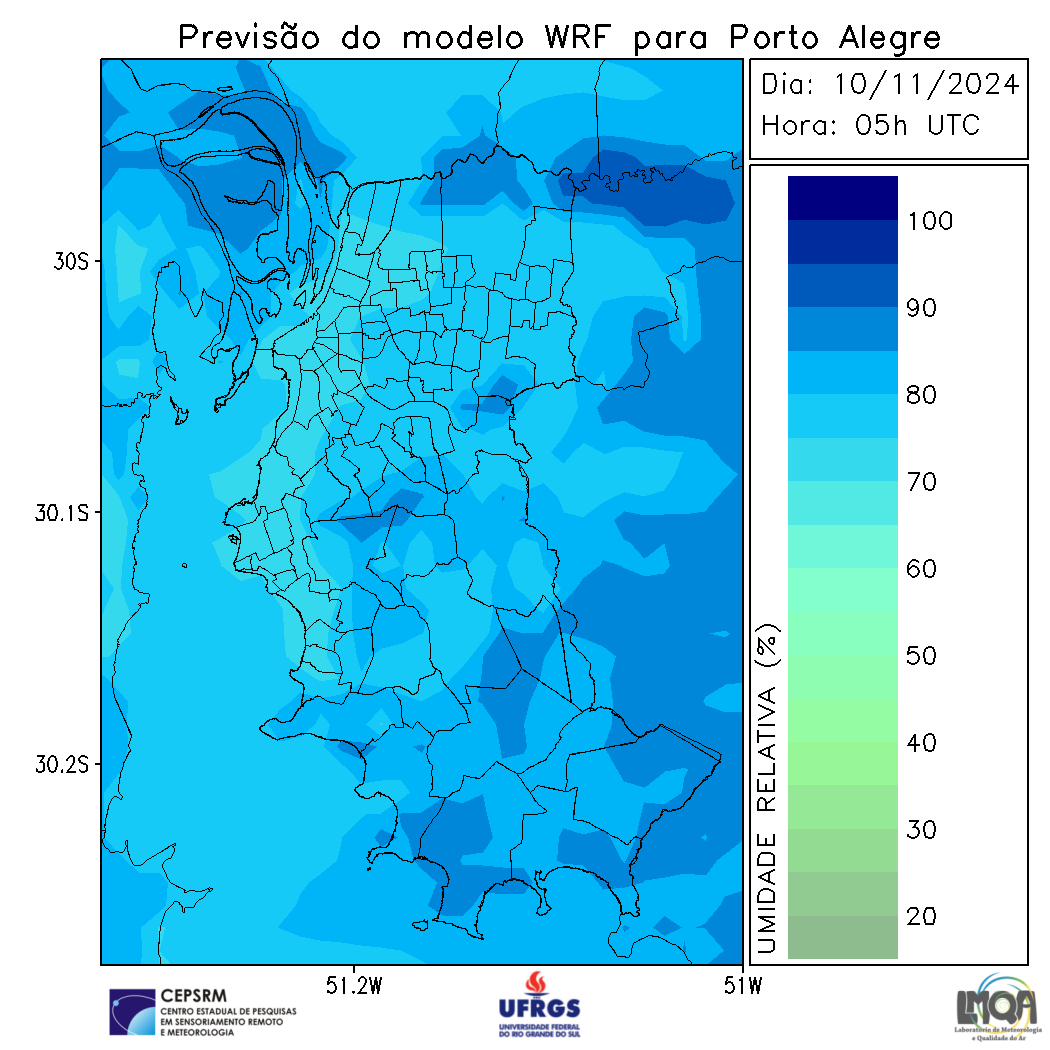 Previsão do modelo WRF para Porto Alegre
Dia: 10/11/2024
Hora: 05h UTC
30S
30.1S
30.2S
51.2W
51W
100
90
80
70
60
50
40
30
20
UMIDADE RELATIVA (%)
CEPSRM
CENTRO ESTADUAL DE PESQUISAS
EM SENSORIAMENTO REMOTO
E METEOROLOGIA
UFRGS
UNIVERSIDADE FEDERAL
DO RIO GRANDE DO SUL
LMQA
Laboratório de Meteorologia
e Qualidade do Ar